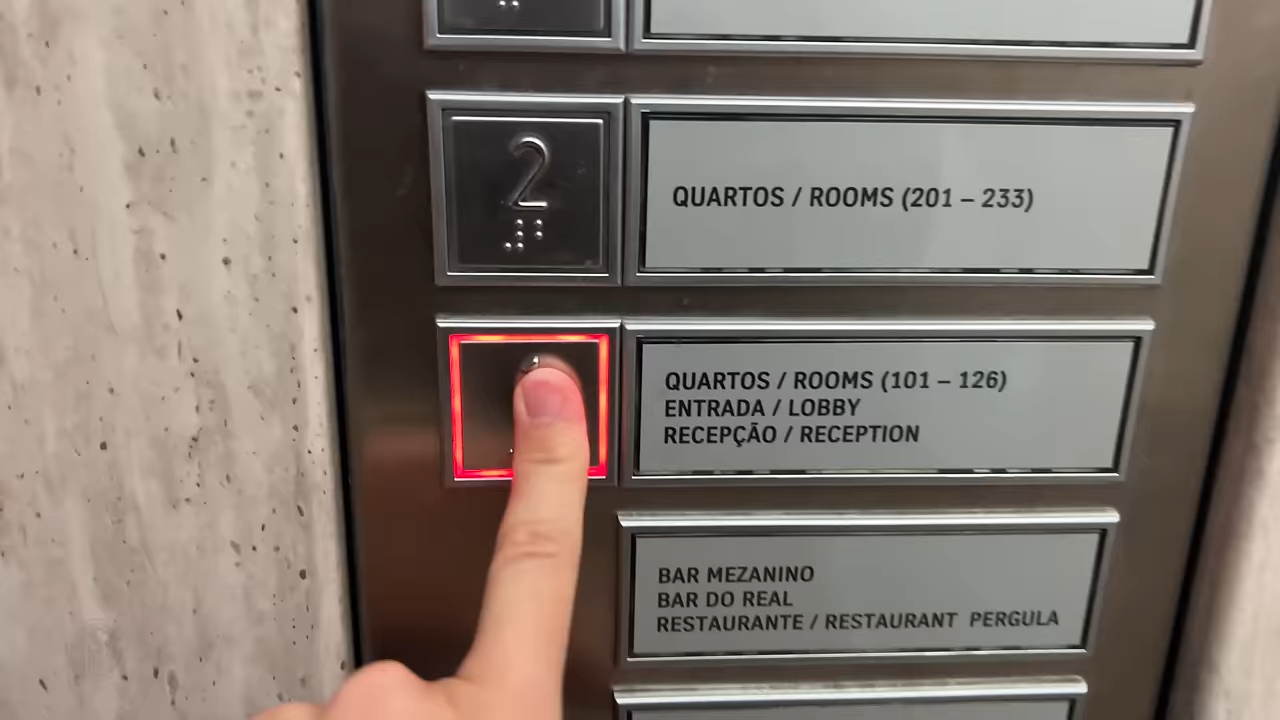 2
QUARTOS / ROOMS (201 – 233)
QUARTOS / ROOMS (101 – 126)
ENTRADA / LOBBY
RECEPÇÃO / RECEPTION
BAR MEZANINO
BAR DO REAL
RESTAURANTE / RESTAURANT PERGULA